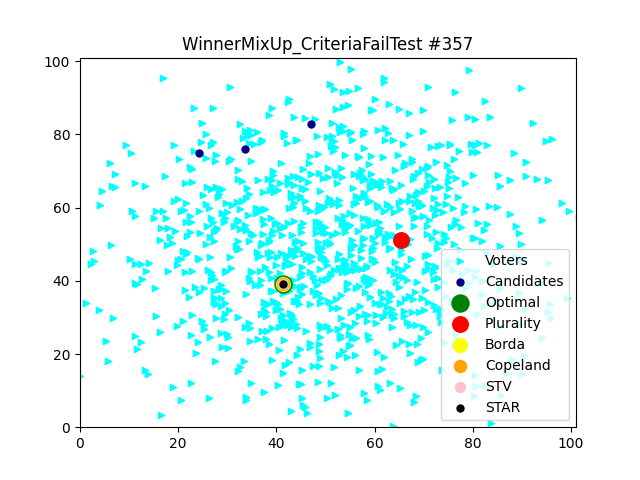 WinnerMixUp_CriteriaFailTest #357
100
80
60
40
20
0
0 20 40 60 80 100
Voters
Candidates
Optimal
Plurality
Borda
Copeland
STV
STAR